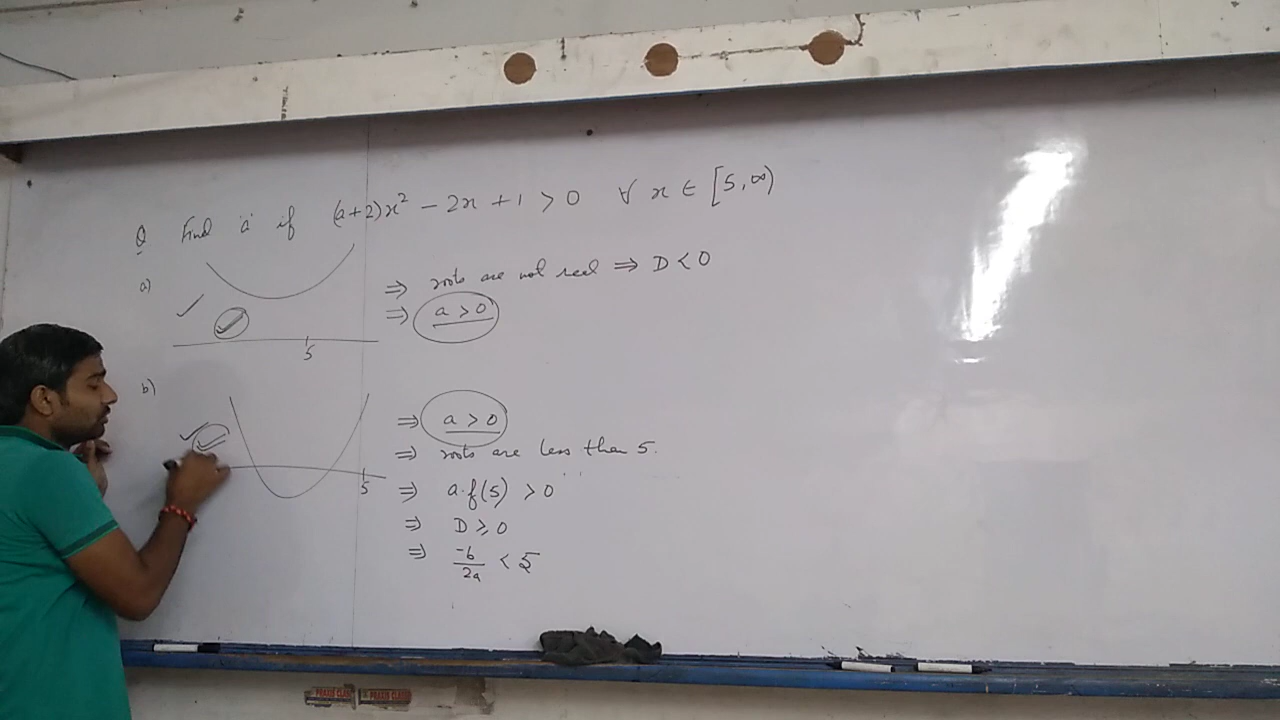 Q Find 'a' if (a+2)x² - 2x + 1 > 0 ∀ x ∈ [5,∞)
a)
⇒ roots are not real ⇒ D < 0
⇒ a > 0
5
b)
⇒ a > 0
⇒ roots are less than 5.
5
⇒ a.f(5) > 0
⇒ D ≥ 0
⇒ -b/2a < 5